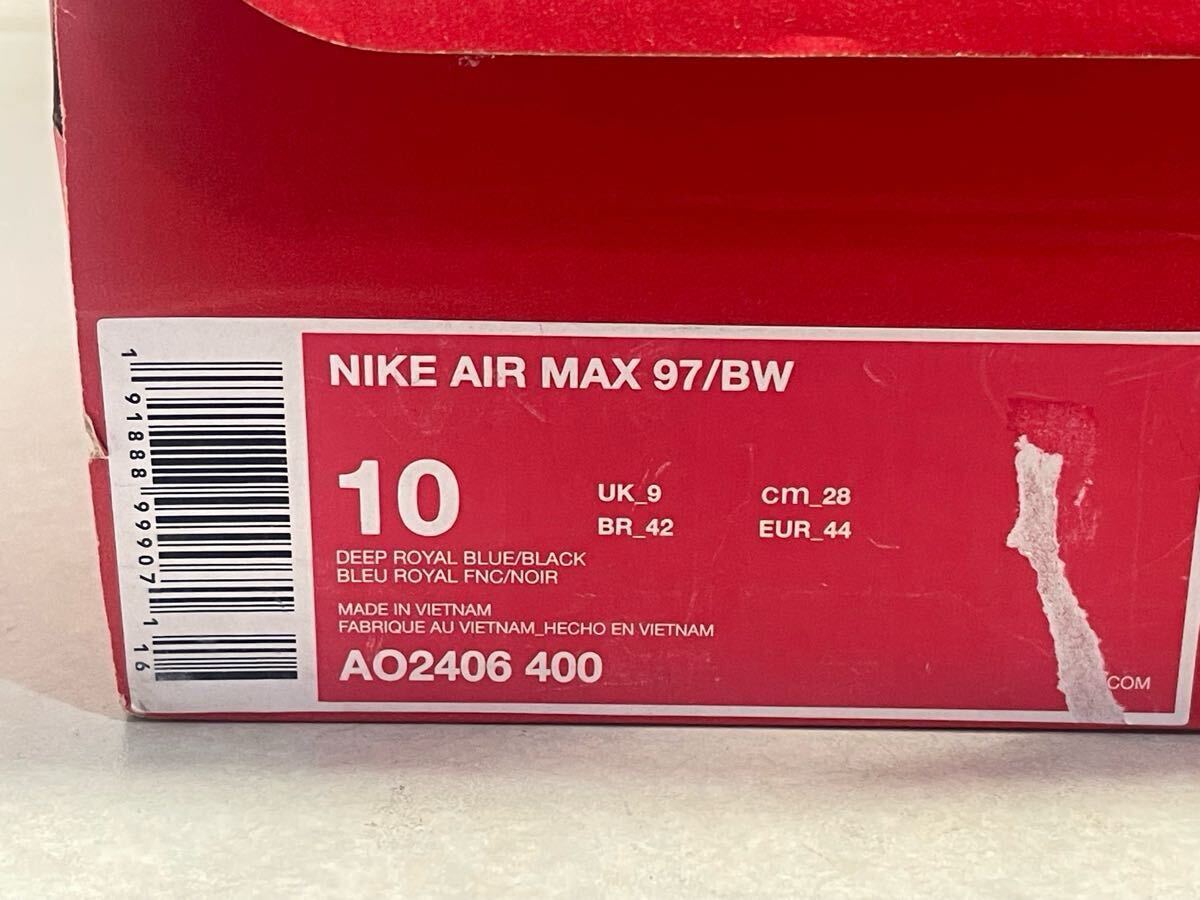 NIKE AIR MAX 97/BW
10
UK_9 cm_28
BR_42 EUR_44
DEEP ROYAL BLUE/BLACK
BLEU ROYAL FNC/NOIR
MADE IN VIETNAM
FABRIQUE AU VIETNAM_HECHO EN VIETNAM
AO2406 400
COM
1 91888 99907 1 16